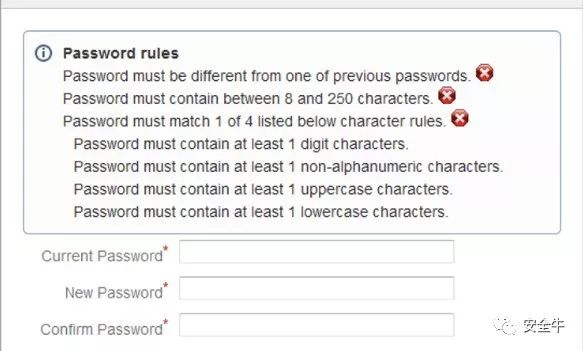 Password rules
Password must be different from one of previous passwords.
Password must contain between 8 and 250 characters.
Password must match 1 of 4 listed below character rules.
Password must contain at least 1 digit characters.
Password must contain at least 1 non-alphanumeric characters.
Password must contain at least 1 uppercase characters.
Password must contain at least 1 lowercase characters.
Current Password*
New Password*
Confirm Password*
安全牛